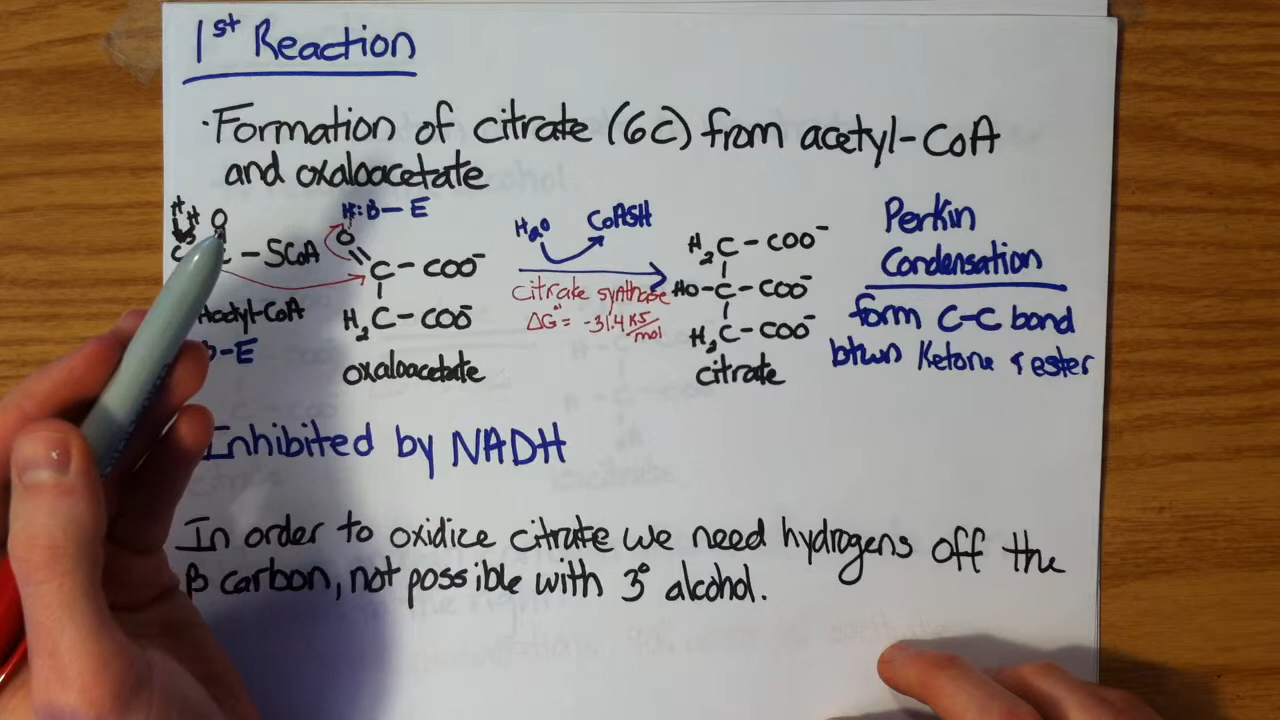 1st Reaction
·Formation of citrate (6C) from acetyl-CoA
and oxaloacetate
H H O
C C - SCoA
Acetyl-CoA
B-E
H:B-E
O
C - COO-
H2C - COO-
oxaloacetate
H2O CoASH
citrate synthase
ΔG°' = -31.4 KJ/mol
H2C - COO-
HO-C-COO-
H2C-COO-
citrate
Perkin
Condensation
form C-C bond
btwn Ketone & ester
Inhibited by NADH
In order to oxidice citrate we need hydrogens off the
β carbon, not possible with 3° alcohol.